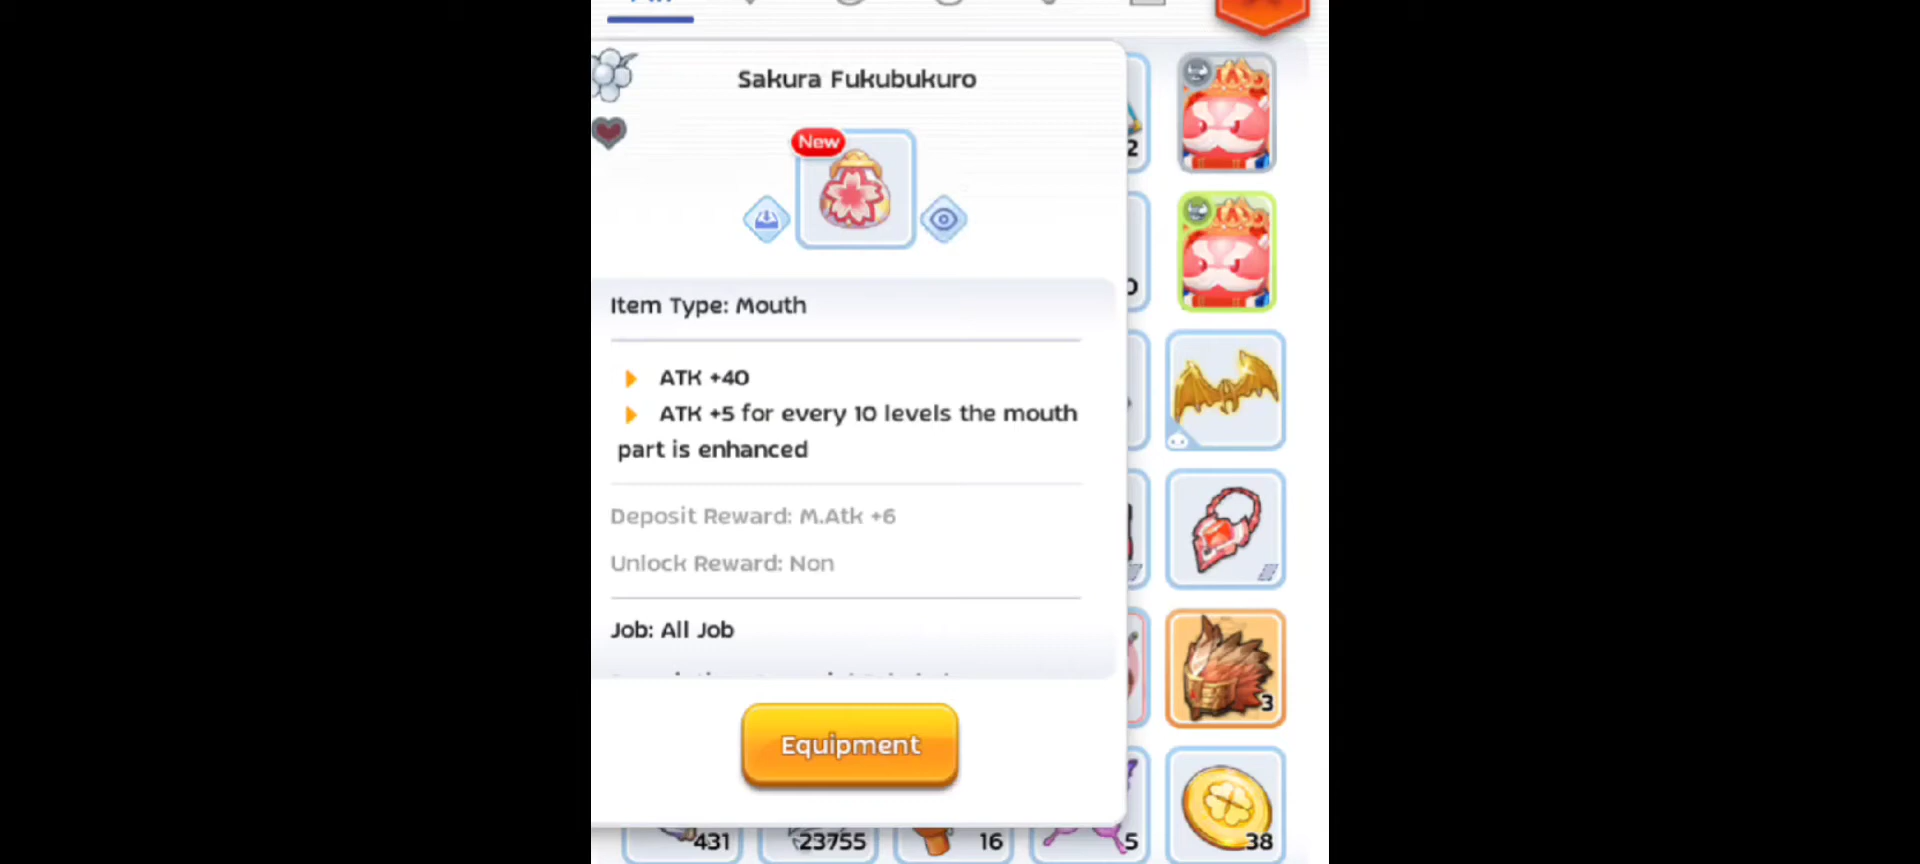 Sakura Fukubukuro
New
2
Item Type: Mouth
ATK +40
ATK +5 for every 10 levels the mouth
part is enhanced
Deposit Reward: M.Atk +6
Unlock Reward: Non
Job: All Job
3
Equipment
431
23755
16
5
38